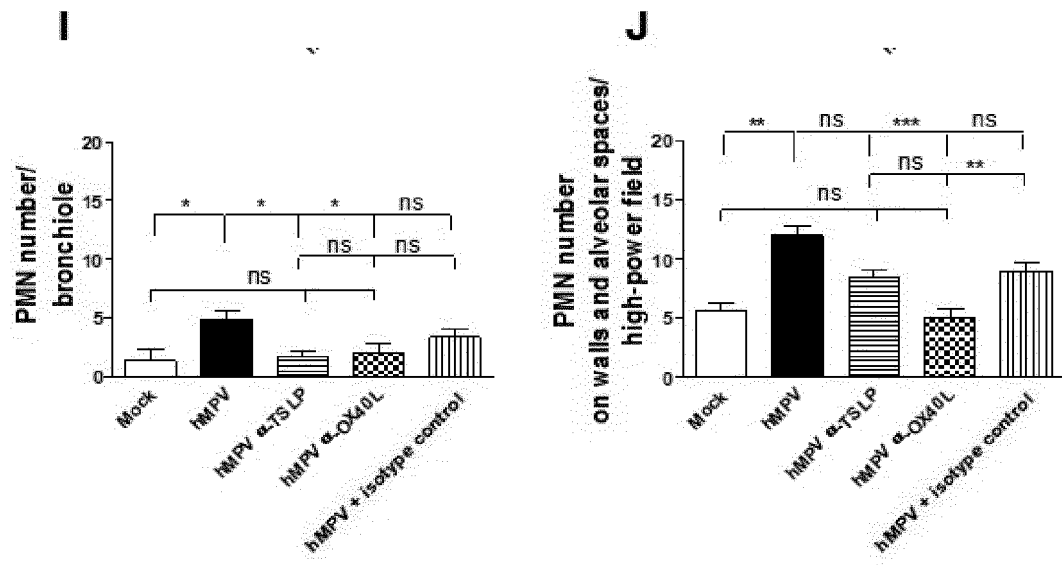 I
PMN number/
bronchiole
20
15
10
5
0
* * * ns
ns ns
ns
Mock
hMPV
hMPV α-TSLP
hMPV α-OX40L
hMPV + isotype control
J
PMN number
on walls and alveolar spaces/
high-power field
20
15
10
5
0
** ns *** ns
ns **
ns
Mock
hMPV
hMPV α-TSLP
hMPV α-OX40L
hMPV + isotype control